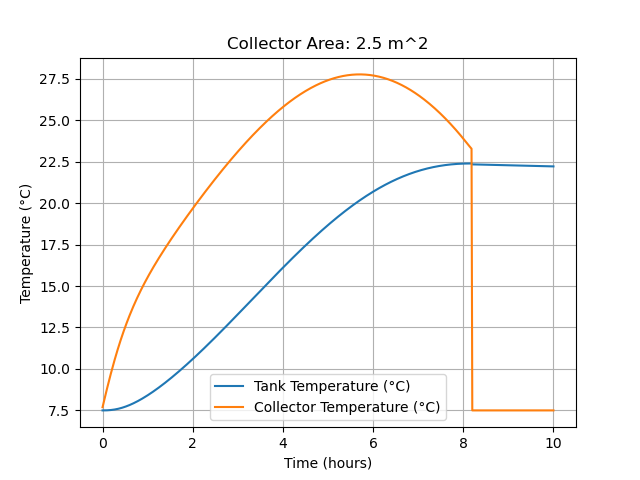 Collector Area: 2.5 m^2
Temperature (°C)
27.5
25.0
22.5
20.0
17.5
15.0
12.5
10.0
7.5
Tank Temperature (°C)
Collector Temperature (°C)
0 2 4 6 8 10
Time (hours)